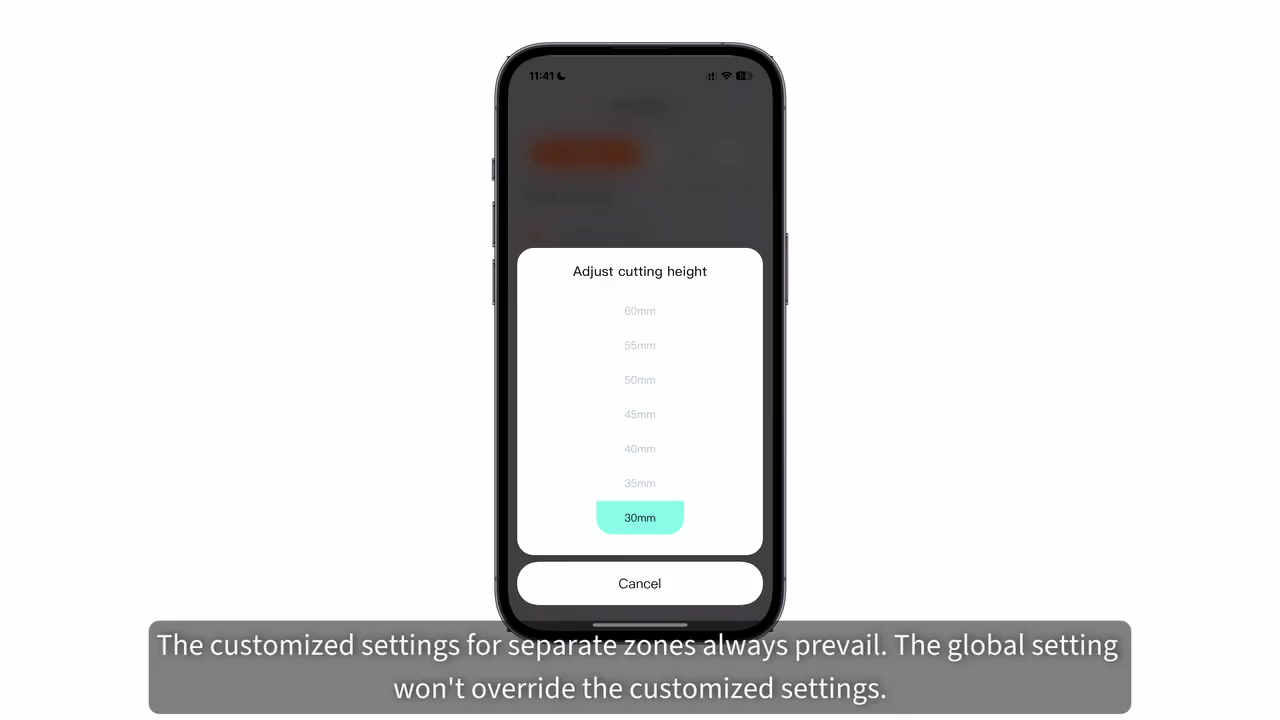 11:41
Adjust cutting height
60mm
55mm
50mm
45mm
40mm
35mm
30mm
Cancel
The customized settings for separate zones always prevail. The global setting
won't override the customized settings.